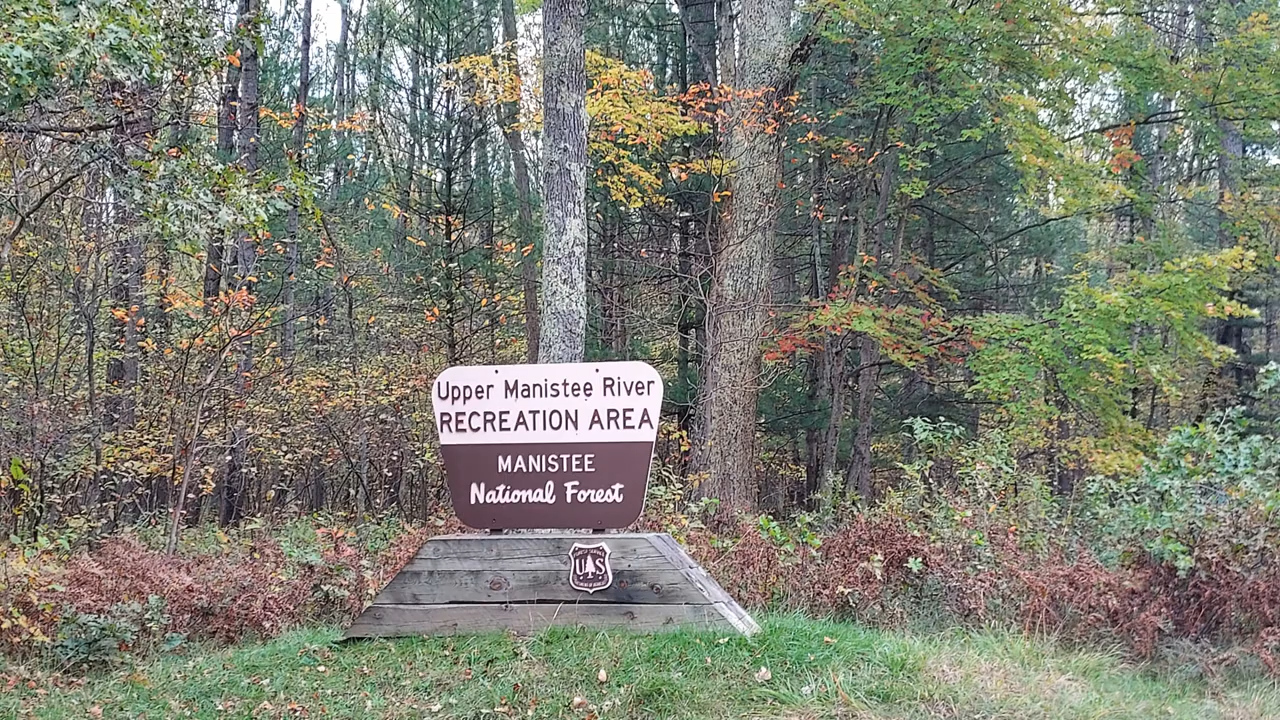 Upper Manistee River
RECREATION AREA
MANISTEE
National Forest
US